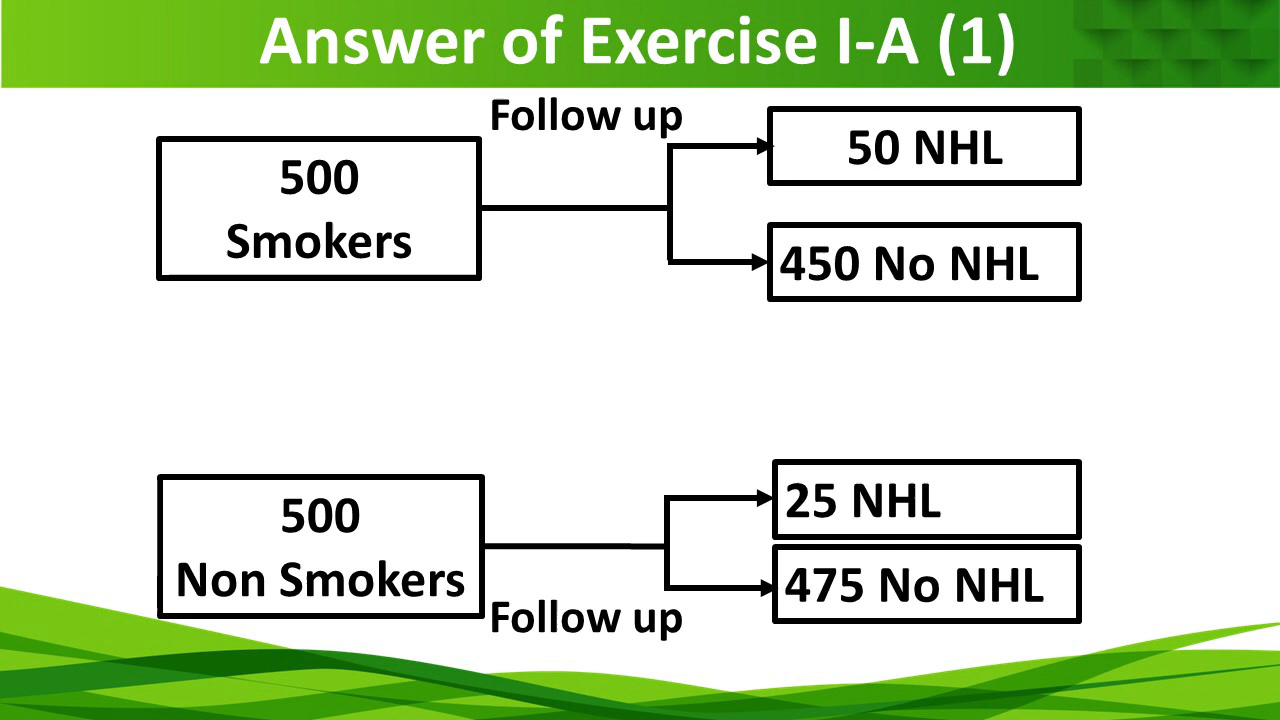 Answer of Exercise I-A (1)
Follow up
500
Smokers
50 NHL
450 No NHL
500
Non Smokers
25 NHL
475 No NHL
Follow up